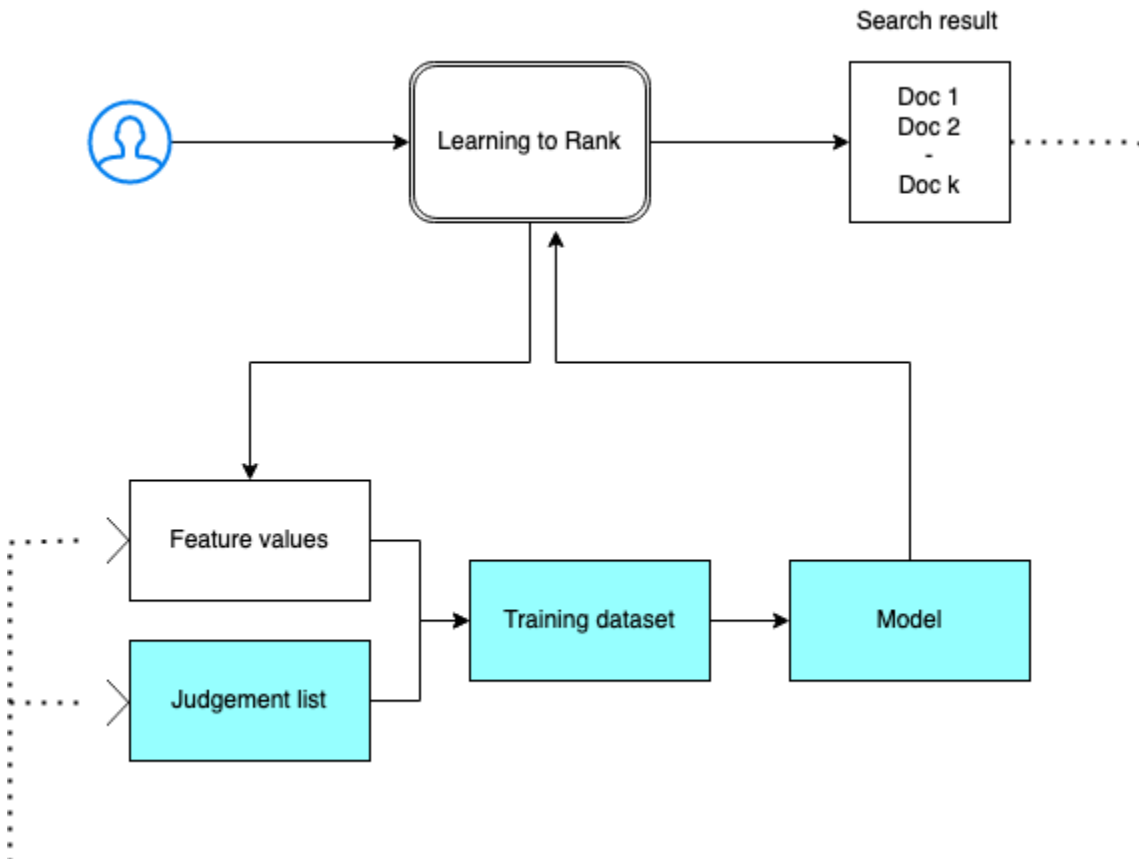 Search result
Learning to Rank
Doc 1
Doc 2
-
Doc k
Feature values
Judgement list
Training dataset
Model